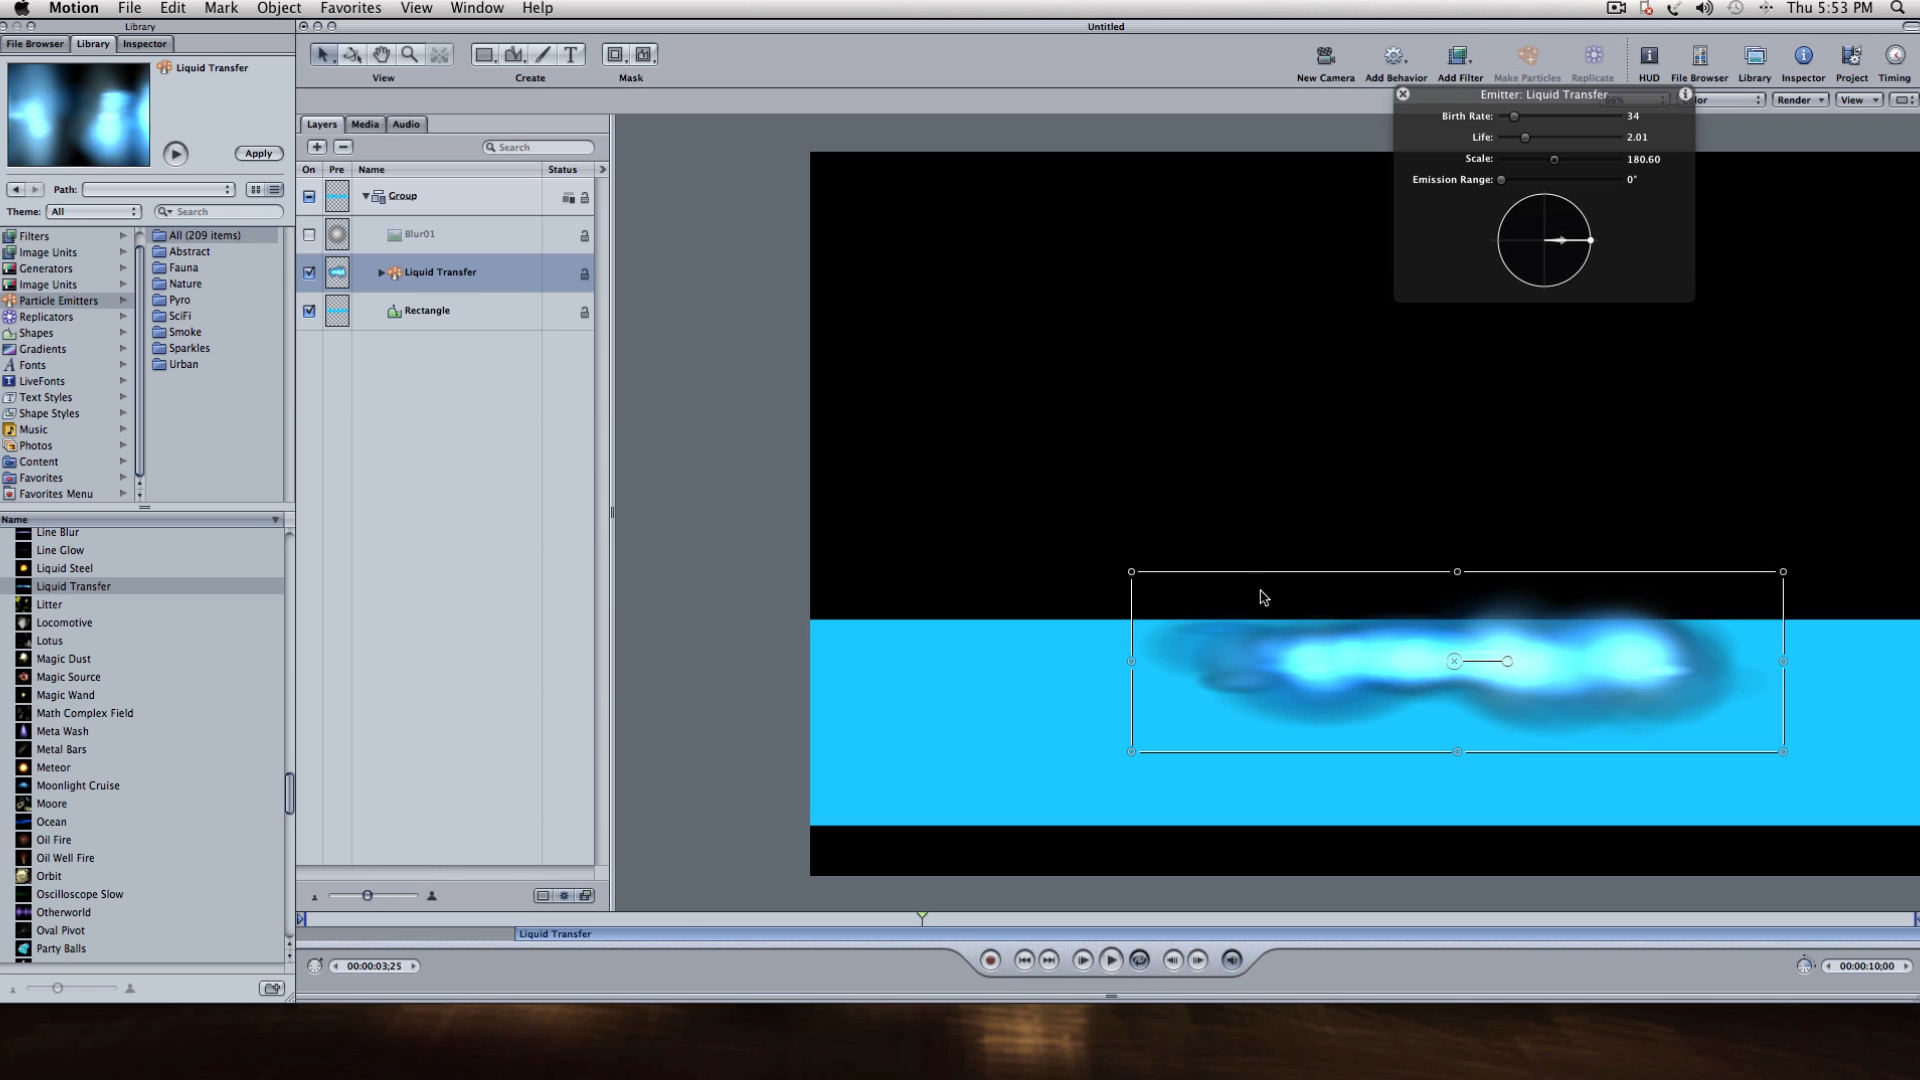 Motion File Edit Mark Object Favorites View Window Help Thu 5:53 PM
Library Untitled
File Browser Library Inspector
Liquid Transfer
View Create Mask New Camera Add Behavior Add Filter Make Particles Replicate HUD File Browser Library Inspector Project Timing
Emitter: Liquid Transfer
66% olor Render View
Birth Rate: 34
Life: 2.01
Scale: 180.60
Emission Range: 0°
Apply
Layers Media Audio
Search
On Pre Name Status
Path:
Theme: All Search
Group
Blur01
Liquid Transfer
Rectangle
Filters
Image Units
Generators
Image Units
Particle Emitters
Replicators
Shapes
Gradients
Fonts
LiveFonts
Text Styles
Shape Styles
Music
Photos
Content
Favorites
Favorites Menu
All (209 items)
Abstract
Fauna
Nature
Pyro
SciFi
Smoke
Sparkles
Urban
Name
Line Blur
Line Glow
Liquid Steel
Liquid Transfer
Litter
Locomotive
Lotus
Magic Dust
Magic Source
Magic Wand
Math Complex Field
Meta Wash
Metal Bars
Meteor
Moonlight Cruise
Moore
Ocean
Oil Fire
Oil Well Fire
Orbit
Oscilloscope Slow
Otherworld
Oval Pivot
Party Balls
Liquid Transfer
00:00:03;25 00:00:10;00